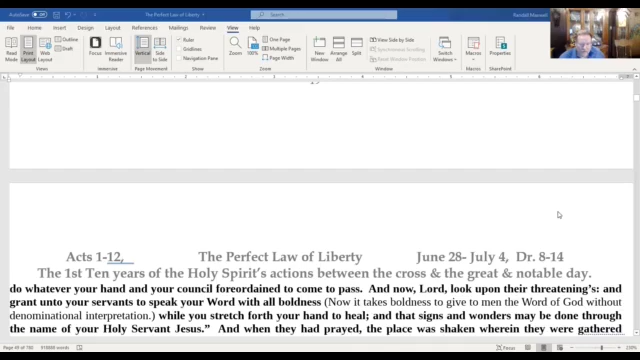 AutoSave
The Perfect Law of Liberty
Search
Randall Maxwell
File Home Insert Draw Design Layout References Mailings Review View Help
Share Comments
Read Mode
Print Layout
Web Layout
Outline
Draft
Views
Immersive
Vertical
Side to Side
Page Movement
Ruler
Gridlines
Navigation Pane
Show
Zoom
100%
One Page
Multiple Pages
Page Width
Zoom
New Window
Arrange All
Split
View Side by Side
Synchronous Scrolling
Reset Window Position
Window
Switch Windows
Macros
Macros
Properties
SharePoint
Acts 1-12, The Perfect Law of Liberty June 28- July 4, Dr. 8-14
The 1st Ten years of the Holy Spirit's actions between the cross & the great & notable day.
do whatever your hand and your council foreordained to come to pass. And now, Lord, look upon their threatening's: and
grant unto your servants to speak your Word with all boldness (Now it takes boldness to give to men the Word of God without
denominational interpretation.) while you stretch forth your hand to heal; and that signs and wonders may be done through
the name of your Holy Servant Jesus." And when they had prayed, the place was shaken wherein they were gathered
Focus